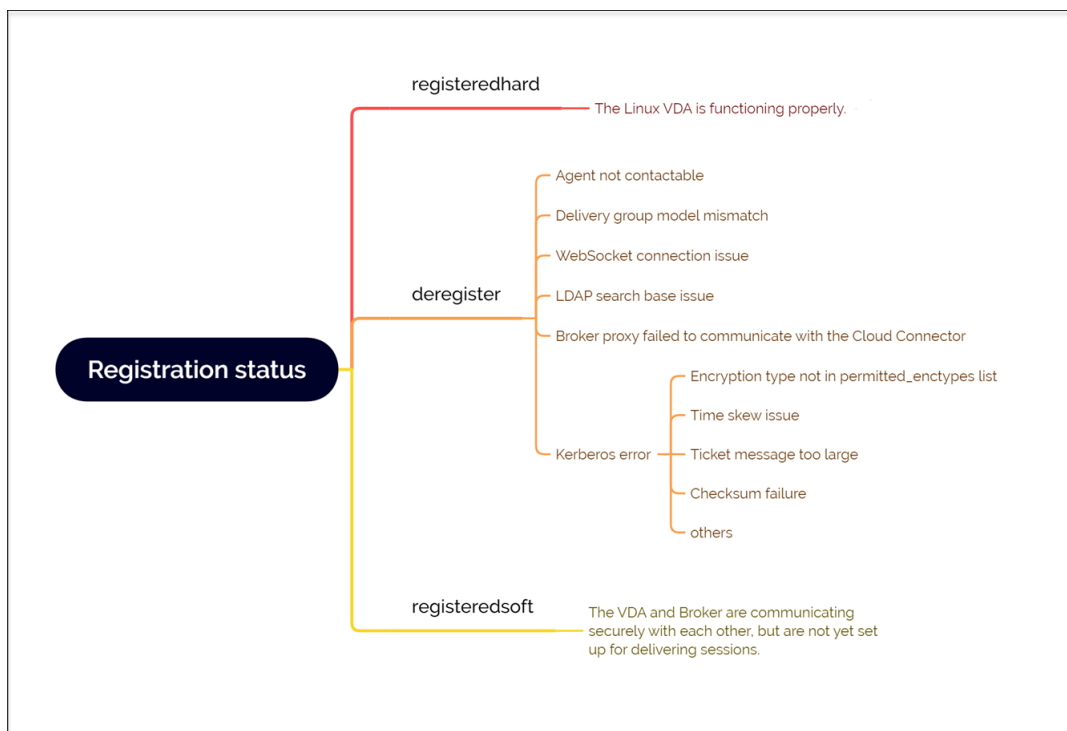 Registration status
registeredhard
The Linux VDA is functioning properly.
deregister
Agent not contactable
Delivery group model mismatch
WebSocket connection issue
LDAP search base issue
Broker proxy failed to communicate with the Cloud Connector
Kerberos error
Encryption type not in permitted_enctypes list
Time skew issue
Ticket message too large
Checksum failure
others
registeredsoft
The VDA and Broker are communicating
securely with each other, but are not yet set
up for delivering sessions.